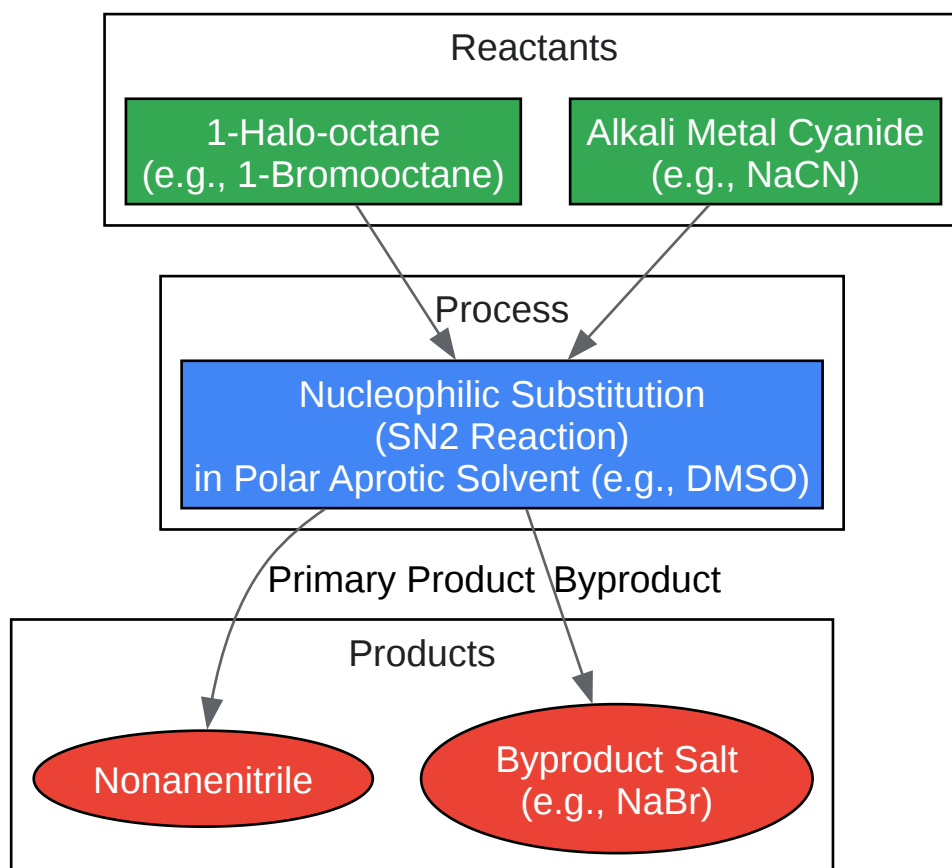 Reactants
1-Halo-octane
(e.g., 1-Bromooctane)
Alkali Metal Cyanide
(e.g., NaCN)
Process
Nucleophilic Substitution
(SN2 Reaction)
in Polar Aprotic Solvent (e.g., DMSO)
Primary Product
Byproduct
Products
Nonanenitrile
Byproduct Salt
(e.g., NaBr)